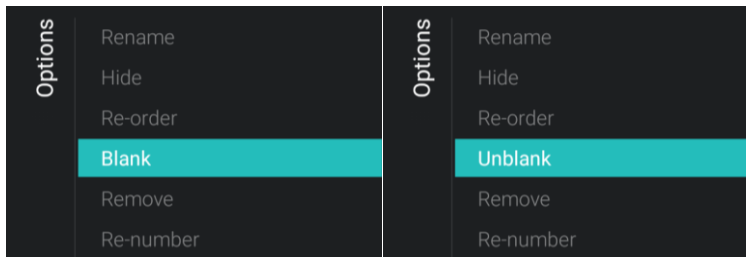 Options
Rename
Hide
Re-order
Blank
Remove
Re-number
Options
Rename
Hide
Re-order
Unblank
Remove
Re-number